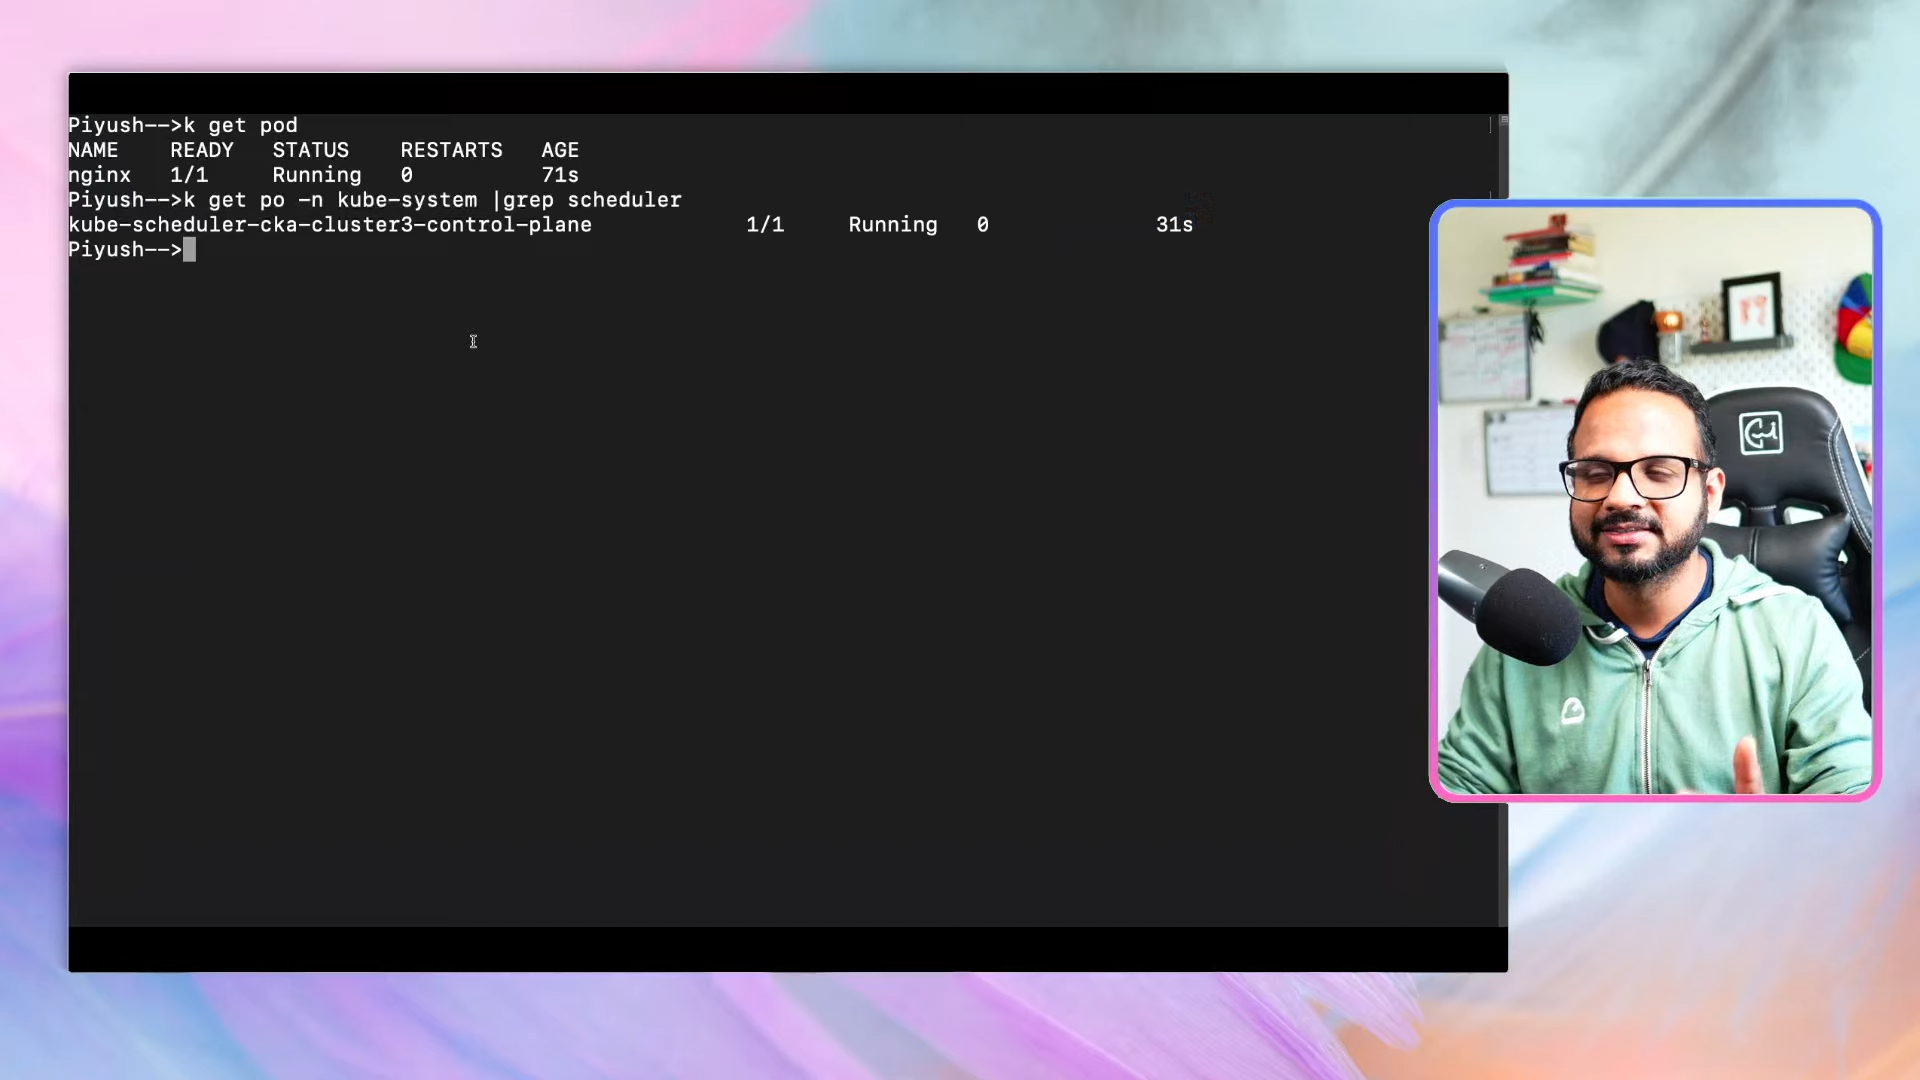 Piyush-->k get pod
NAME READY STATUS RESTARTS AGE
nginx 1/1 Running 0 71s
Piyush-->k get po -n kube-system |grep scheduler
kube-scheduler-cka-cluster3-control-plane 1/1 Running 0 31s
Piyush-->